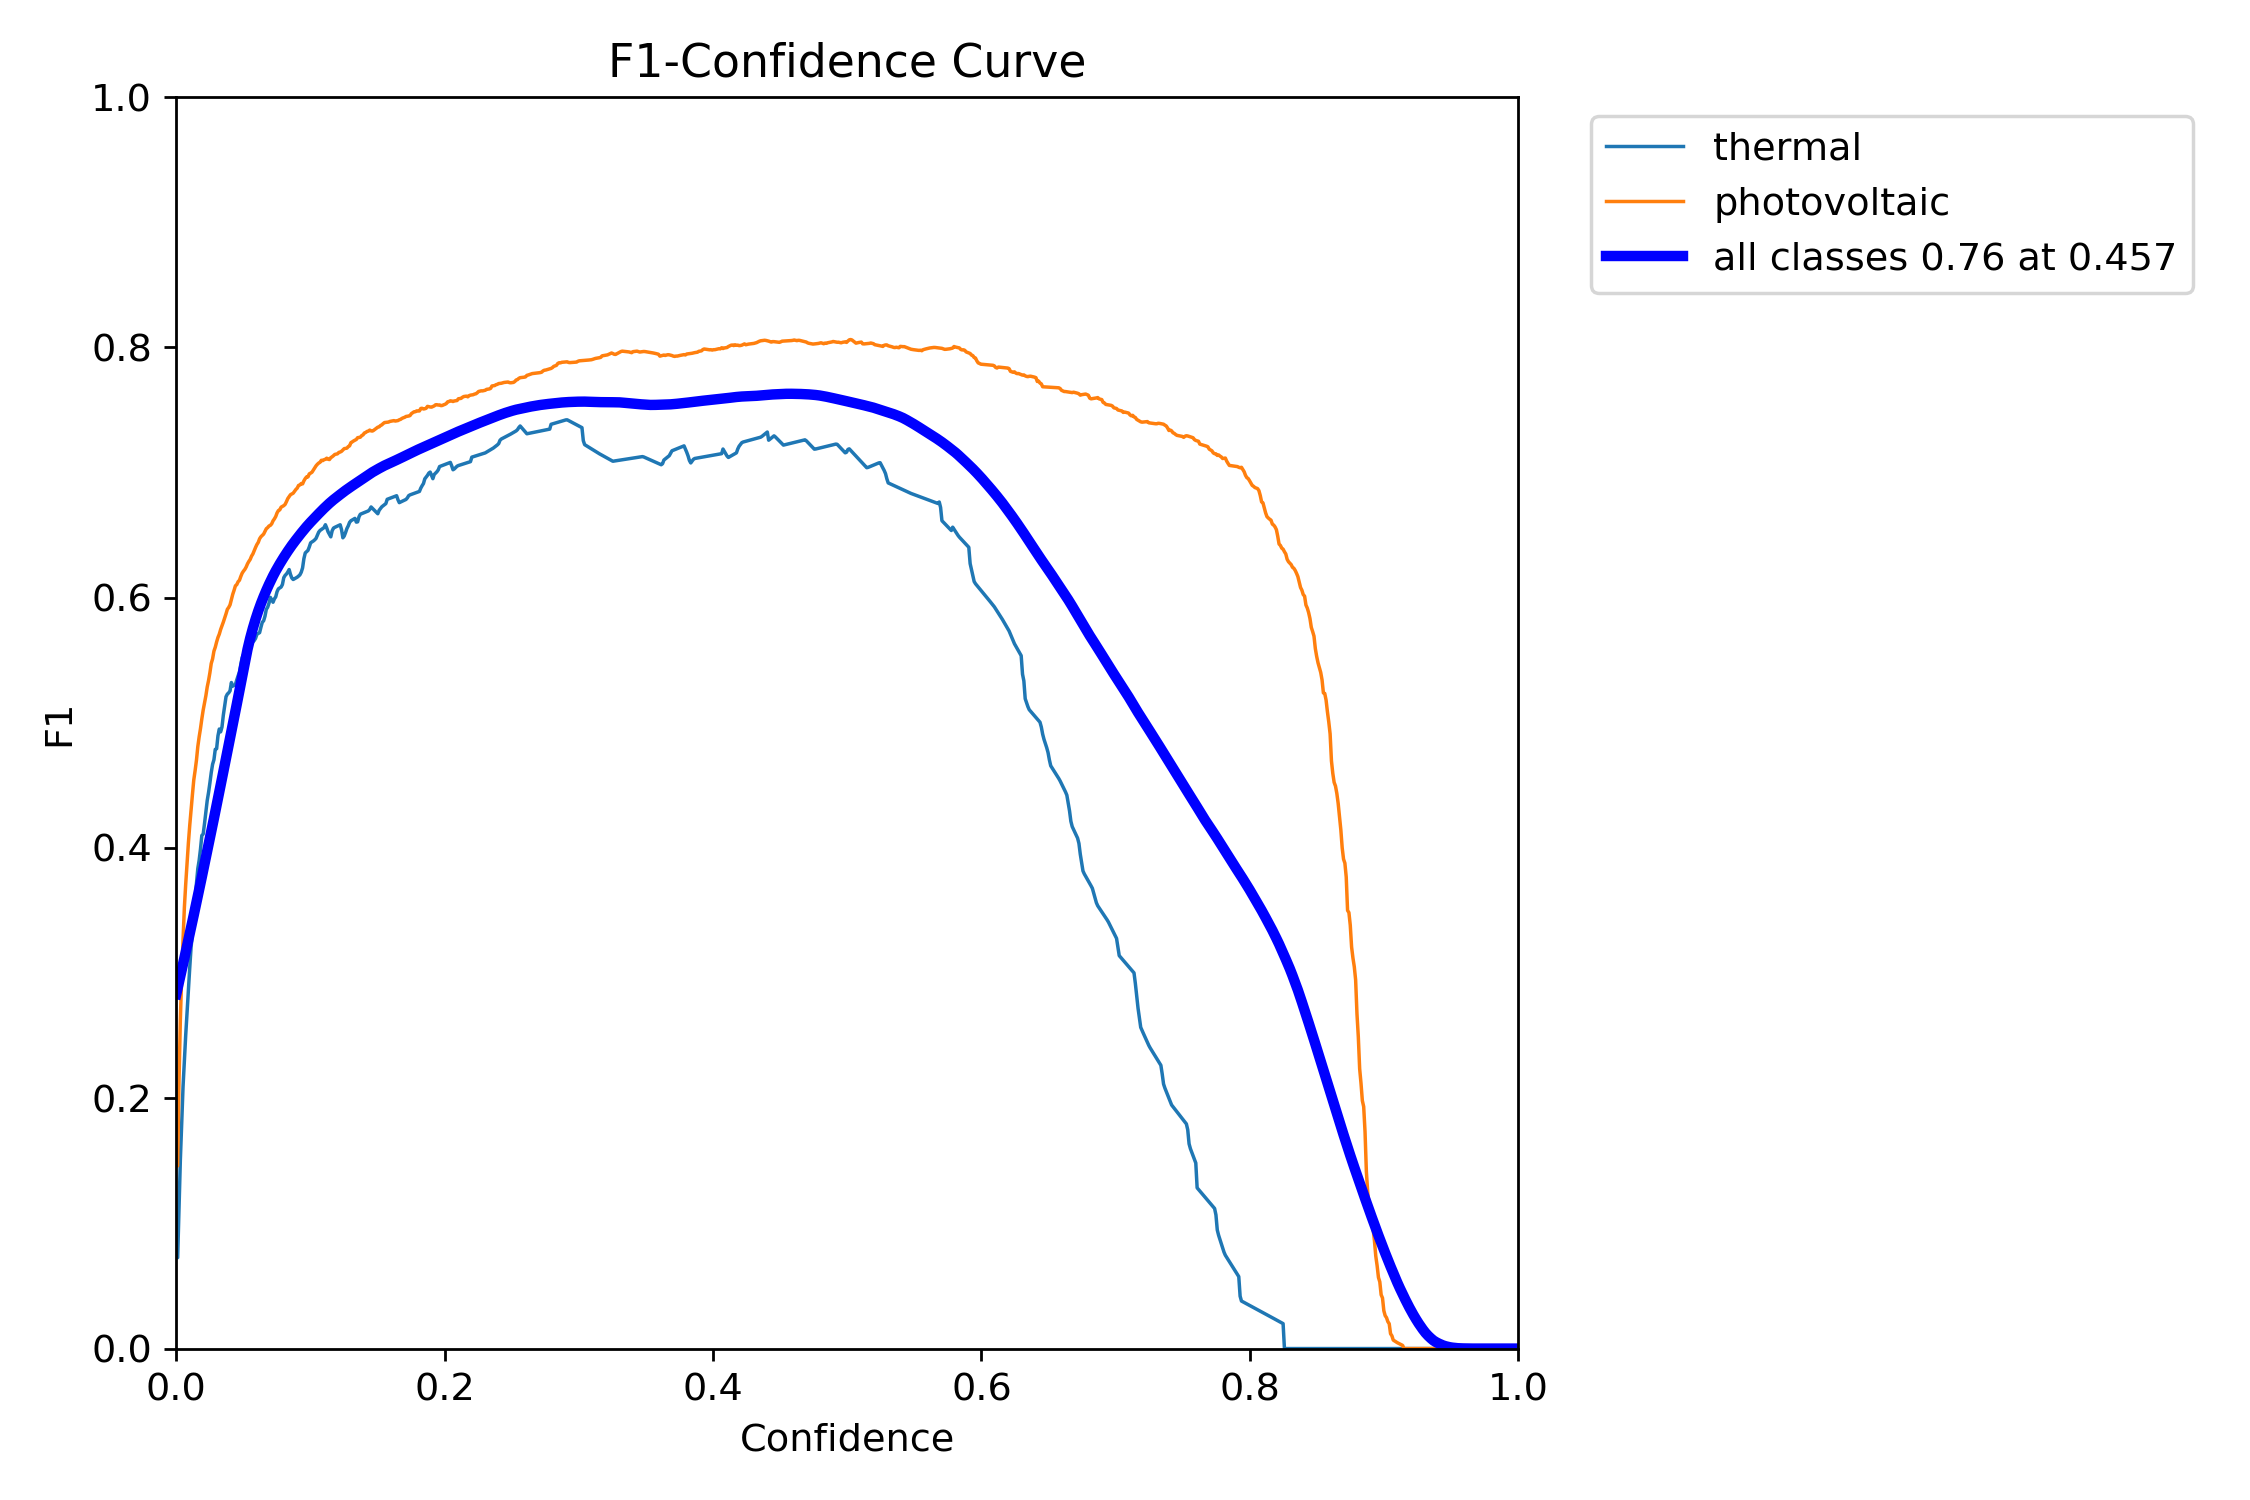 F1-Confidence Curve
1.0
0.8
0.6
0.4
0.2
0.0
F1
0.0 0.2 0.4 0.6 0.8 1.0
Confidence
thermal
photovoltaic
all classes 0.76 at 0.457